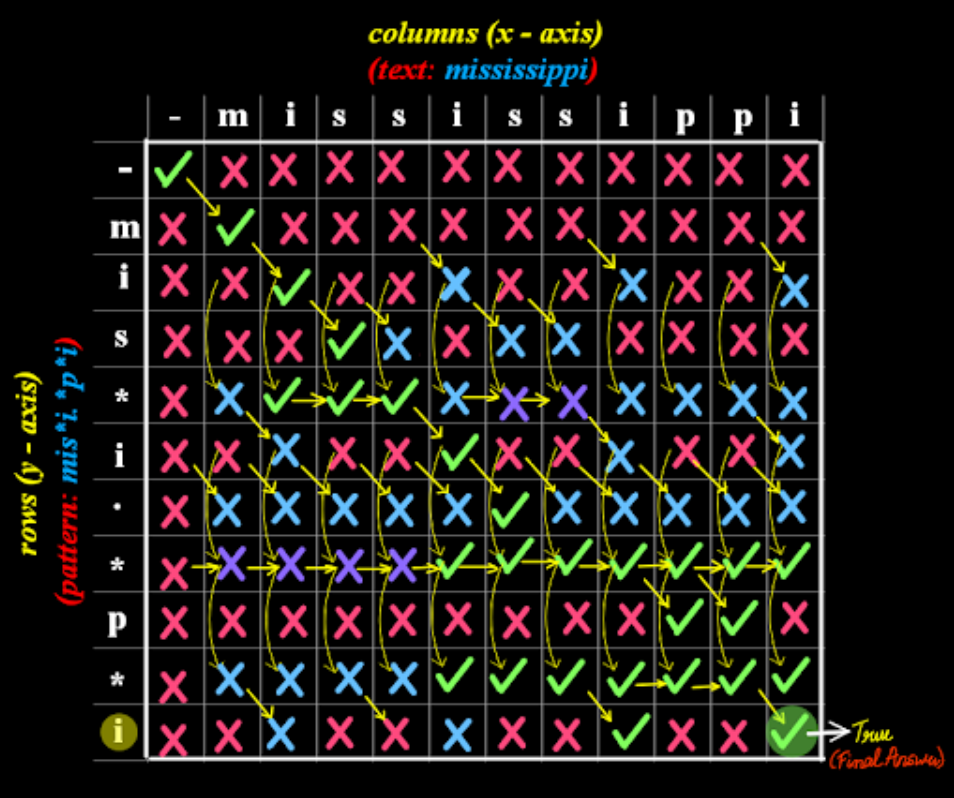 columns (x - axis)
(text: mississippi)
- m i s s i s s i p p i
rows (y - axis)
(pattern: mis*i. *p*i)
-
m
i
s
*
i
.
*
p
*
i
True
(Final Answer)